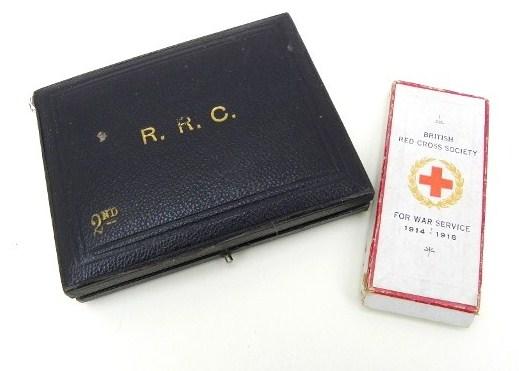 R. R. C.
2ND
BRITISH
RED CROSS SOCIETY
FOR WAR SERVICE
1914 : 1918